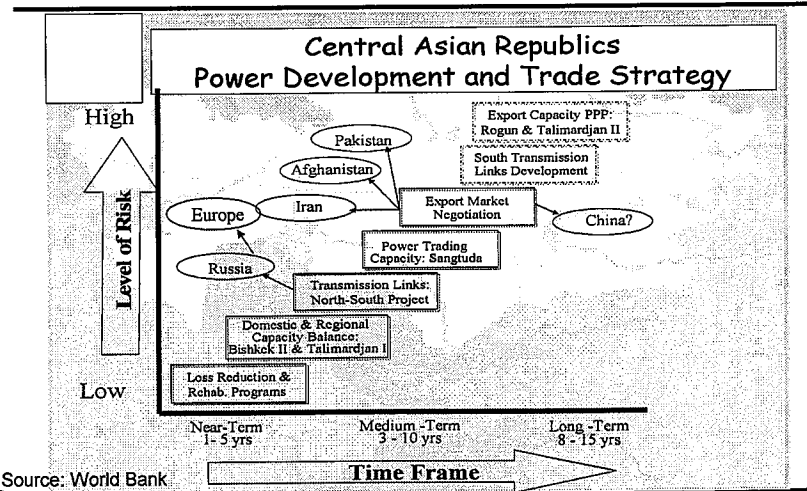 Central Asian Republics
Power Development and Trade Strategy
High
Level of Risk
Low
Export Capacity PPP:
Rogun & Talimardjan II
South Transmission
Links Development
Pakistan
Afghanistan
Iran
Export Market
Negotiation
Europe
China?
Power Trading
Capacity: Sangtuda
Russia
Transmission Links:
North-South Project
Domestic & Regional
Capacity Balance:
Bishkek II & Talimardjan I
Loss Reduction &
Rehab. Programs
Near-Term
1- 5 yrs
Medium -Term
3 - 10 yrs
Long -Term
8 - 15 yrs
Time Frame
Source: World Bank